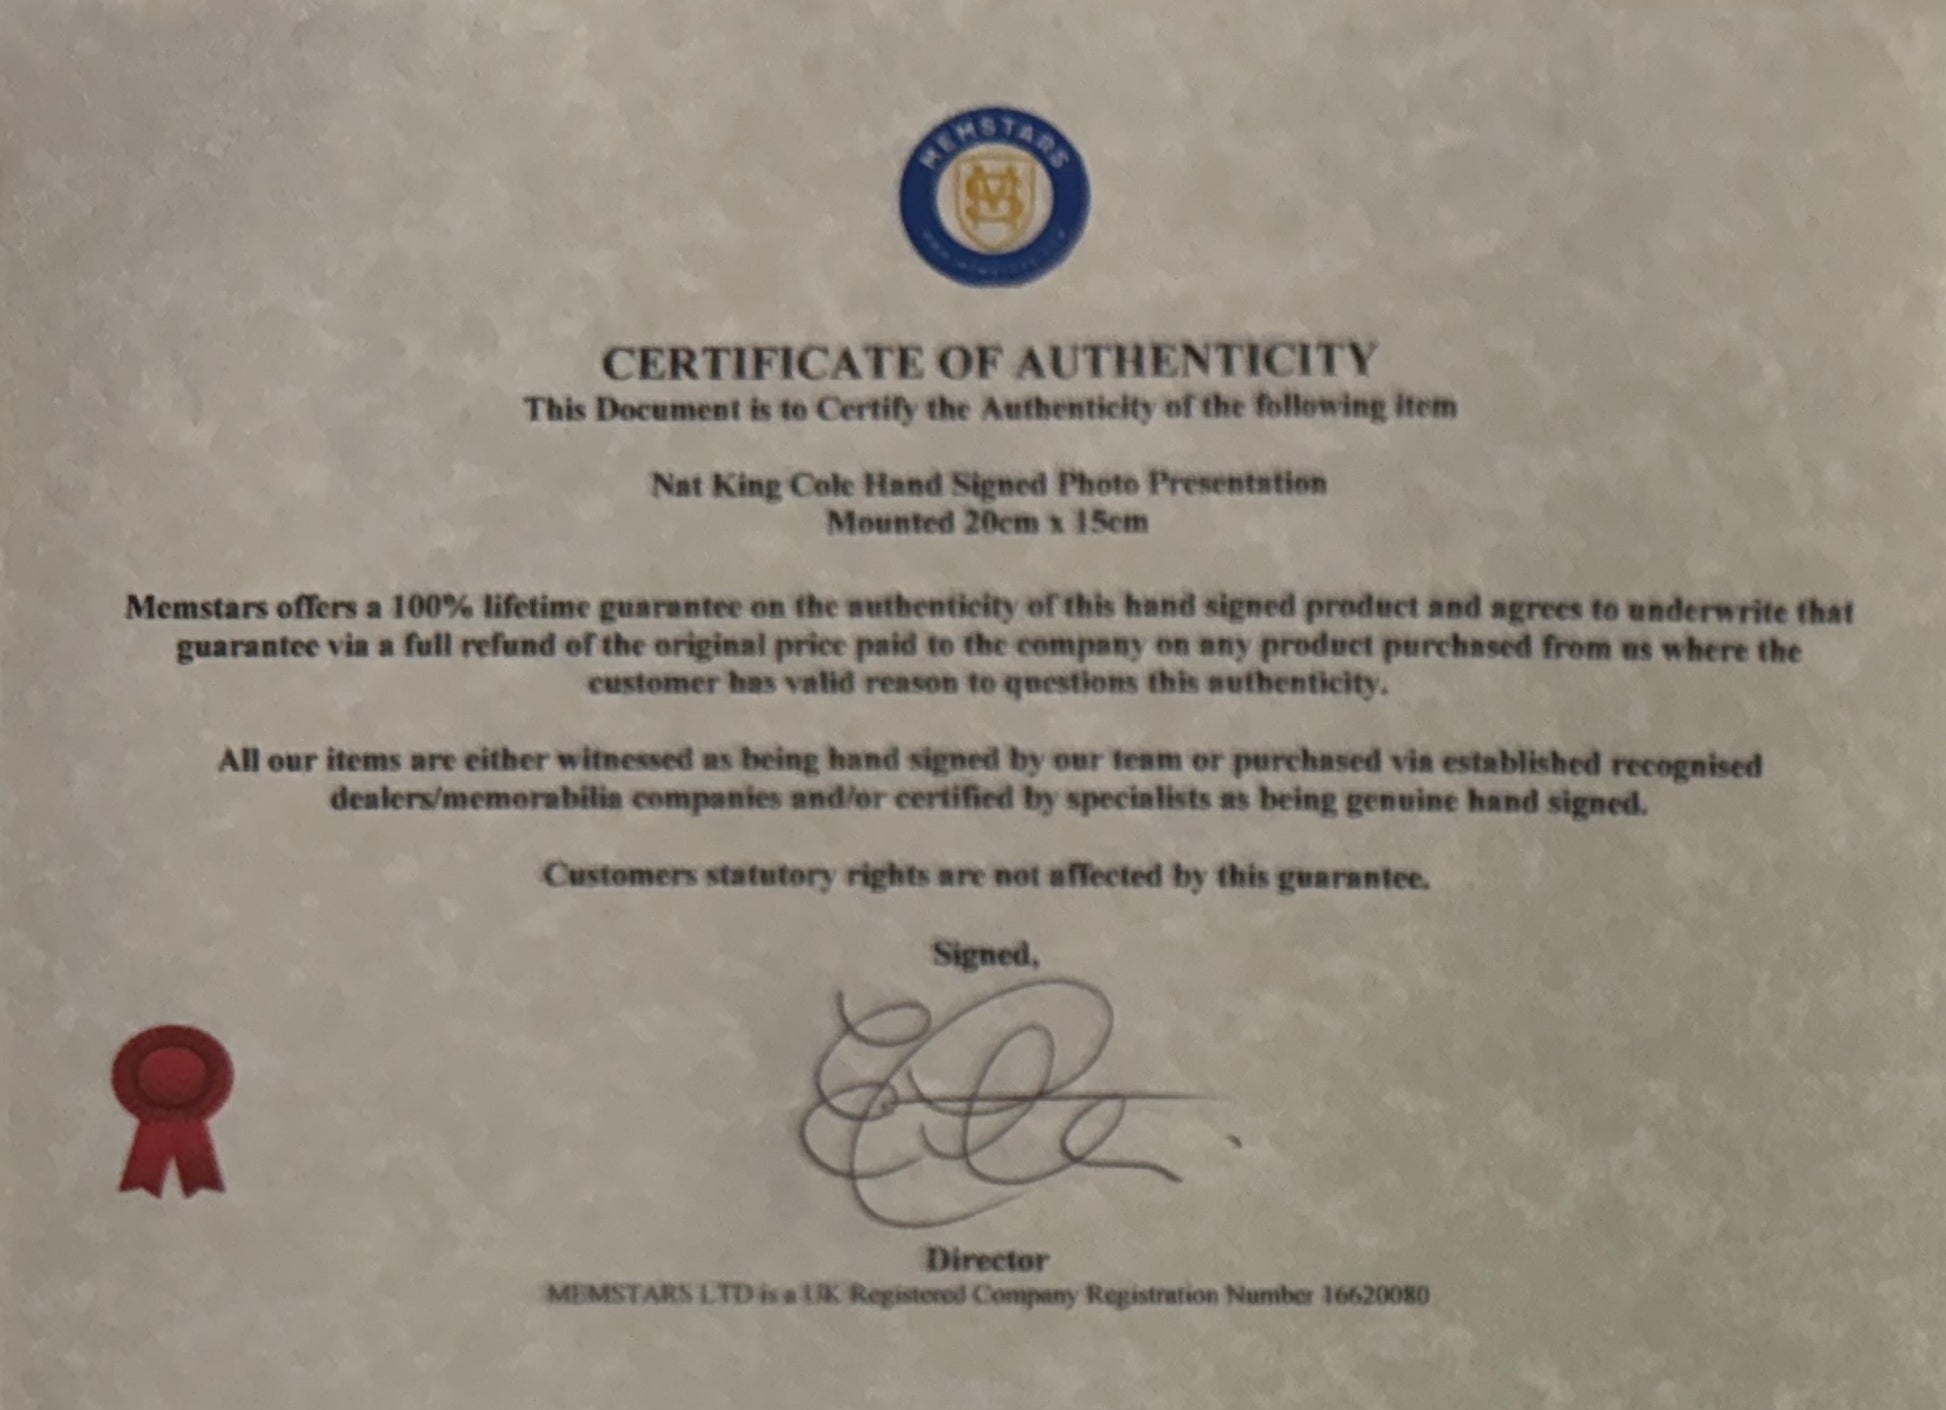 MEMSTARS
MS
CERTIFICATE OF AUTHENTICITY
This Document is to Certify the Authenticity of the following item
Nat King Cole Hand Signed Photo Presentation
Mounted 20cm x 15cm
Memstars offers a 100% lifetime guarantee on the authenticity of this hand signed product and agrees to underwrite that
guarantee via a full refund of the original price paid to the company on any product purchased from us where the
customer has valid reason to questions this authenticity.
All our items are either witnessed as being hand signed by our team or purchased via established recognised
dealers/memorabilia companies and/or certified by specialists as being genuine hand signed.
Customers statutory rights are not affected by this guarantee.
Signed,
Director
MEMSTARS LTD is a UK Registered Company Registration Number 16620080